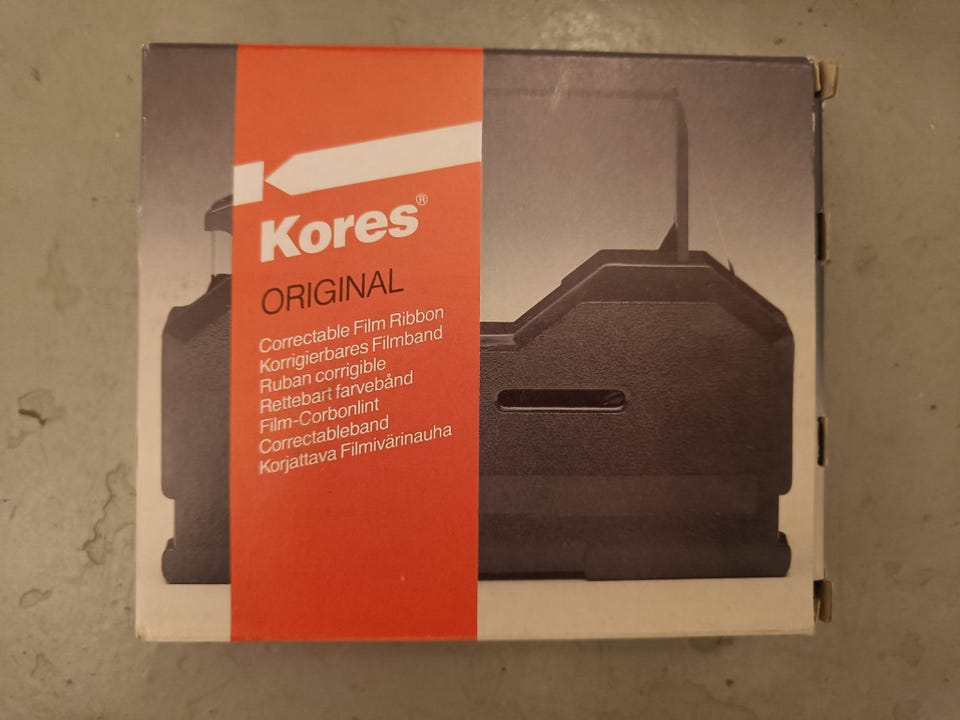 Kores®
ORIGINAL
Correctable Film Ribbon
Korrigierbares Filmband
Ruban corrigible
Rettebart farvebånd
Film-Corbonlint
Correctableband
Korjattava Filmivärinauha